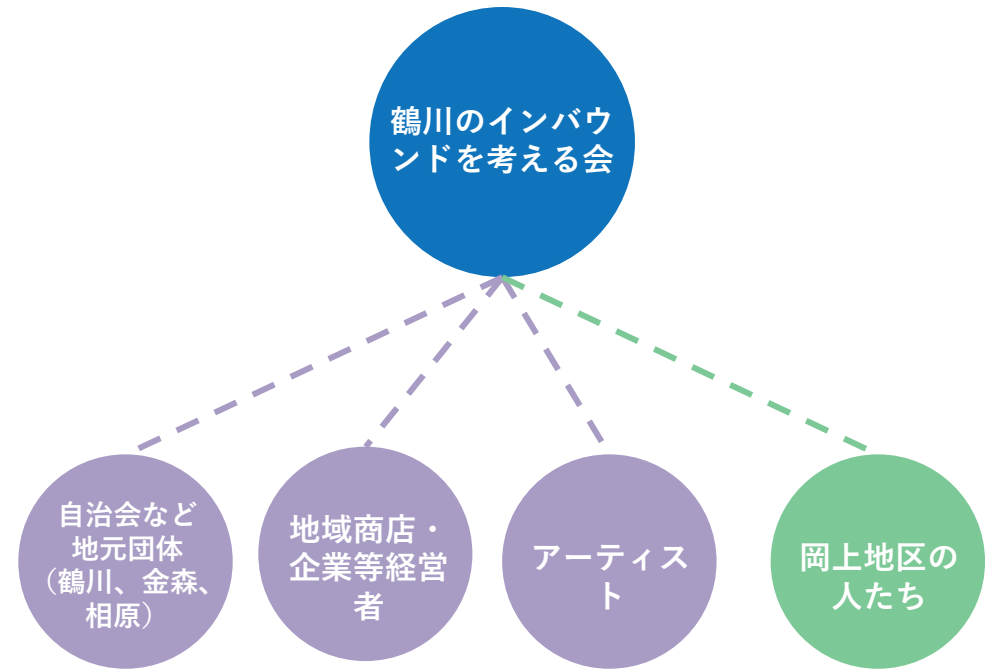 鶴川のインバウ
ンドを考える会
自治会など
地元団体
（鶴川、金森、
相原）
地域商店・
企業等経営
者
アーティス
ト
岡上地区の
人たち